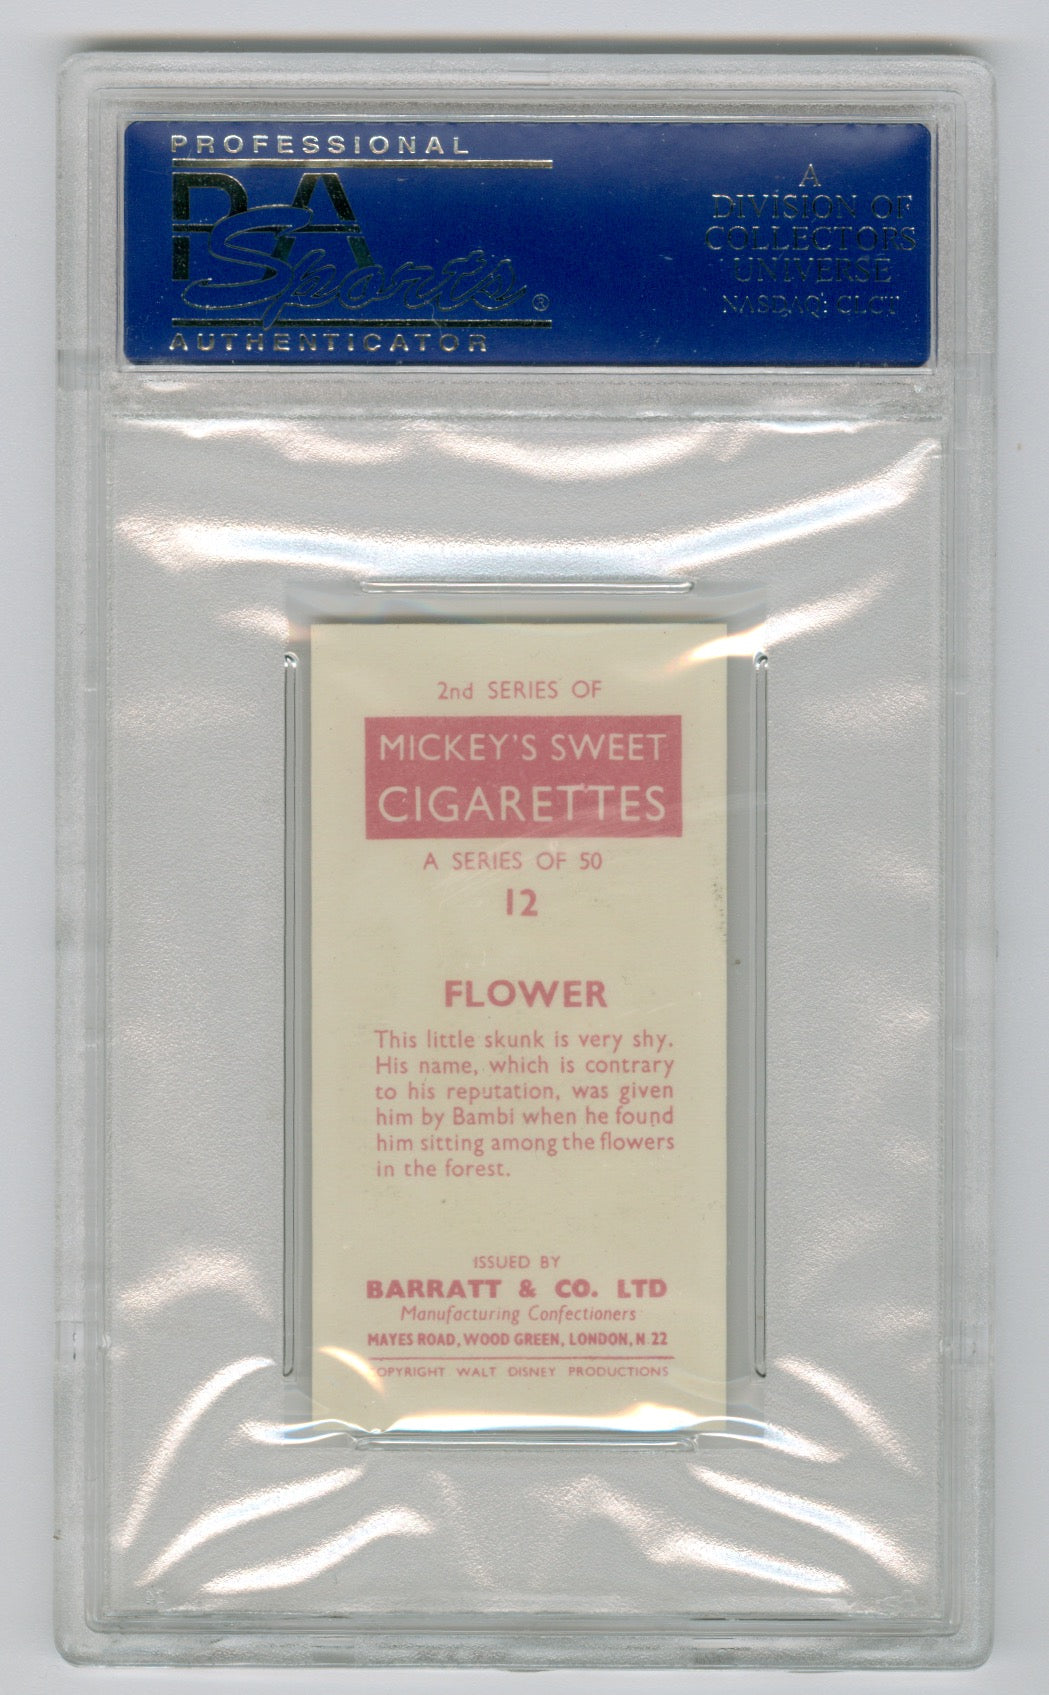 PROFESSIONAL
PSA
Sports®
AUTHENTICATOR
A
DIVISION OF
COLLECTORS
UNIVERSE
NASDAQ: CLCT
2nd SERIES OF
MICKEY'S SWEET
CIGARETTES
A SERIES OF 50
12
FLOWER
This little skunk is very shy.
His name, which is contrary
to his reputation, was given
him by Bambi when he found
him sitting among the flowers
in the forest.
ISSUED BY
BARRATT & CO. LTD
Manufacturing Confectioners
MAYES ROAD, WOOD GREEN, LONDON, N 22
COPYRIGHT WALT DISNEY PRODUCTIONS